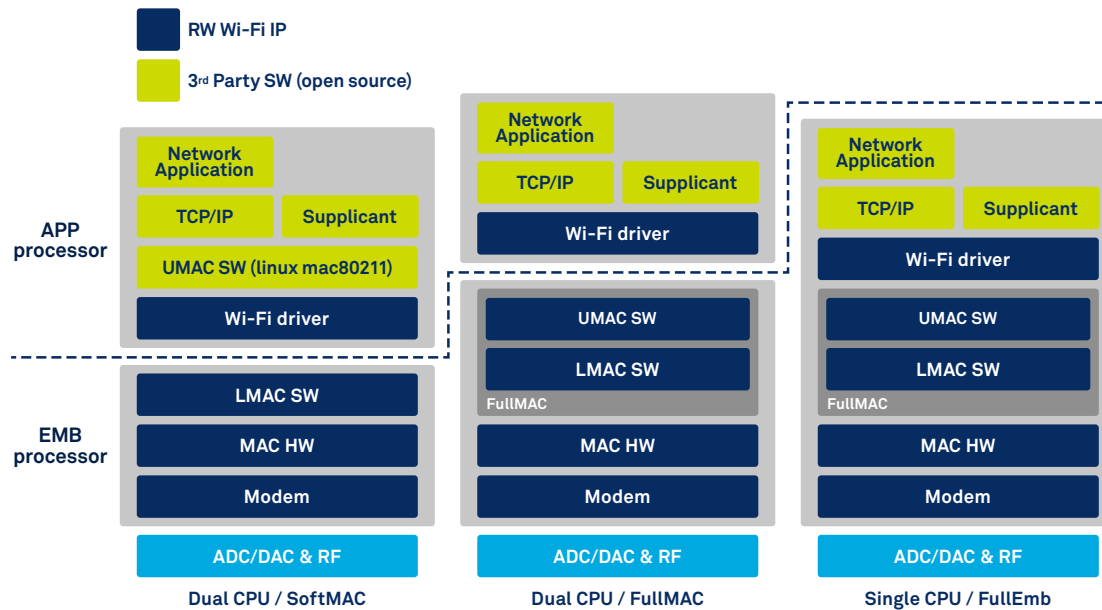 RW Wi-Fi IP
3rd Party SW (open source)
APP
processor
EMB
processor
Network
Application
TCP/IP
Supplicant
UMAC SW (linux mac80211)
Wi-Fi driver
LMAC SW
MAC HW
Modem
ADC/DAC & RF
Dual CPU / SoftMAC
Network
Application
TCP/IP
Supplicant
Wi-Fi driver
UMAC SW
LMAC SW
FullMAC
MAC HW
Modem
ADC/DAC & RF
Dual CPU / FullMAC
Network
Application
TCP/IP
Supplicant
Wi-Fi driver
UMAC SW
LMAC SW
FullMAC
MAC HW
Modem
ADC/DAC & RF
Single CPU / FullEmb